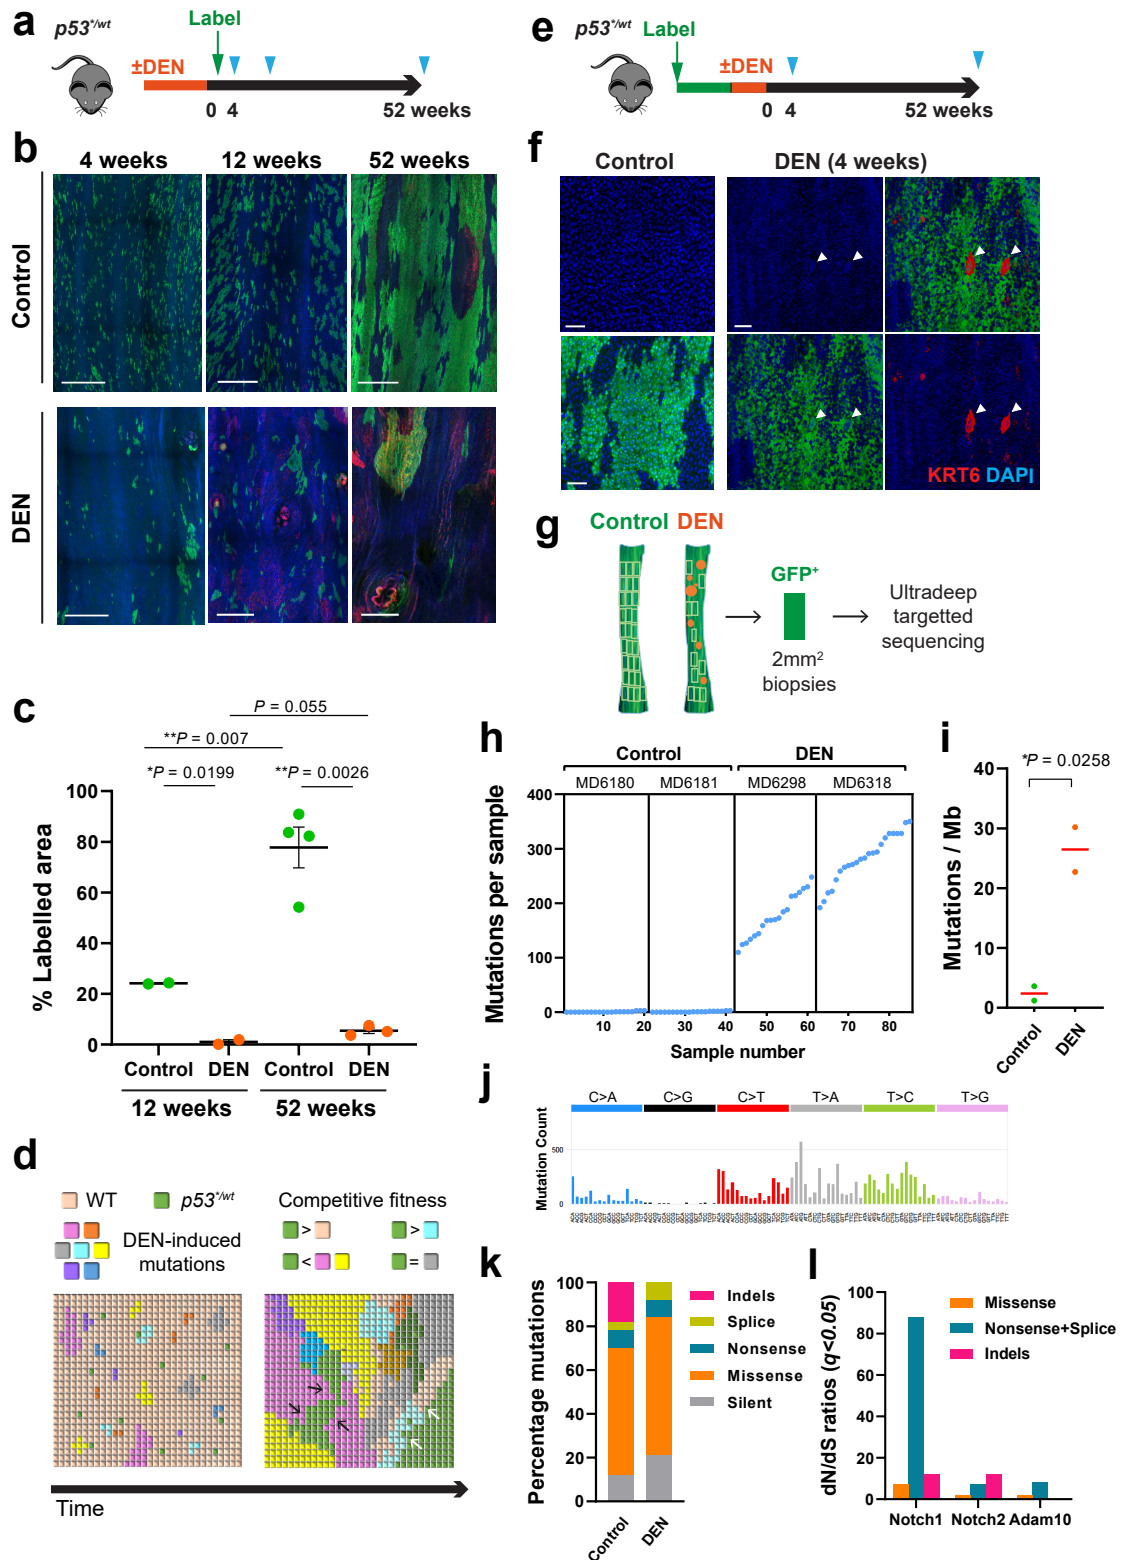 a
p53*/wt
Label
±DEN
0 4
52 weeks
e
p53*/wt
Label
±DEN
0 4
52 weeks
b
4 weeks
12 weeks
52 weeks
Control
DEN
f
Control
DEN (4 weeks)
KRT6 DAPI
g
Control DEN
GFP+
2mm2
biopsies
Ultradeep
targetted
sequencing
c
P = 0.055
**P = 0.007
*P = 0.0199
**P = 0.0026
% Labelled area
100
80
60
40
20
0
Control DEN Control DEN
12 weeks 52 weeks
h
Control DEN
MD6180 MD6181 MD6298 MD6318
Mutations per sample
400
300
200
100
0
10 20 30 40 50 60 70 80
Sample number
i
*P = 0.0258
Mutations / Mb
40
30
20
10
0
Control
DEN
j
C>A C>G C>T T>A T>C T>G
Mutation Count
500
0
d
WT p53*/wt
DEN-induced
mutations
Competitive fitness
> >
< =
Time
k
Percentage mutations
100
80
60
40
20
0
Control
DEN
Indels
Splice
Nonsense
Missense
Silent
l
dN/dS ratios (q<0.05)
100
80
60
40
20
0
Missense
Nonsense+Splice
Indels
Notch1 Notch2 Adam10